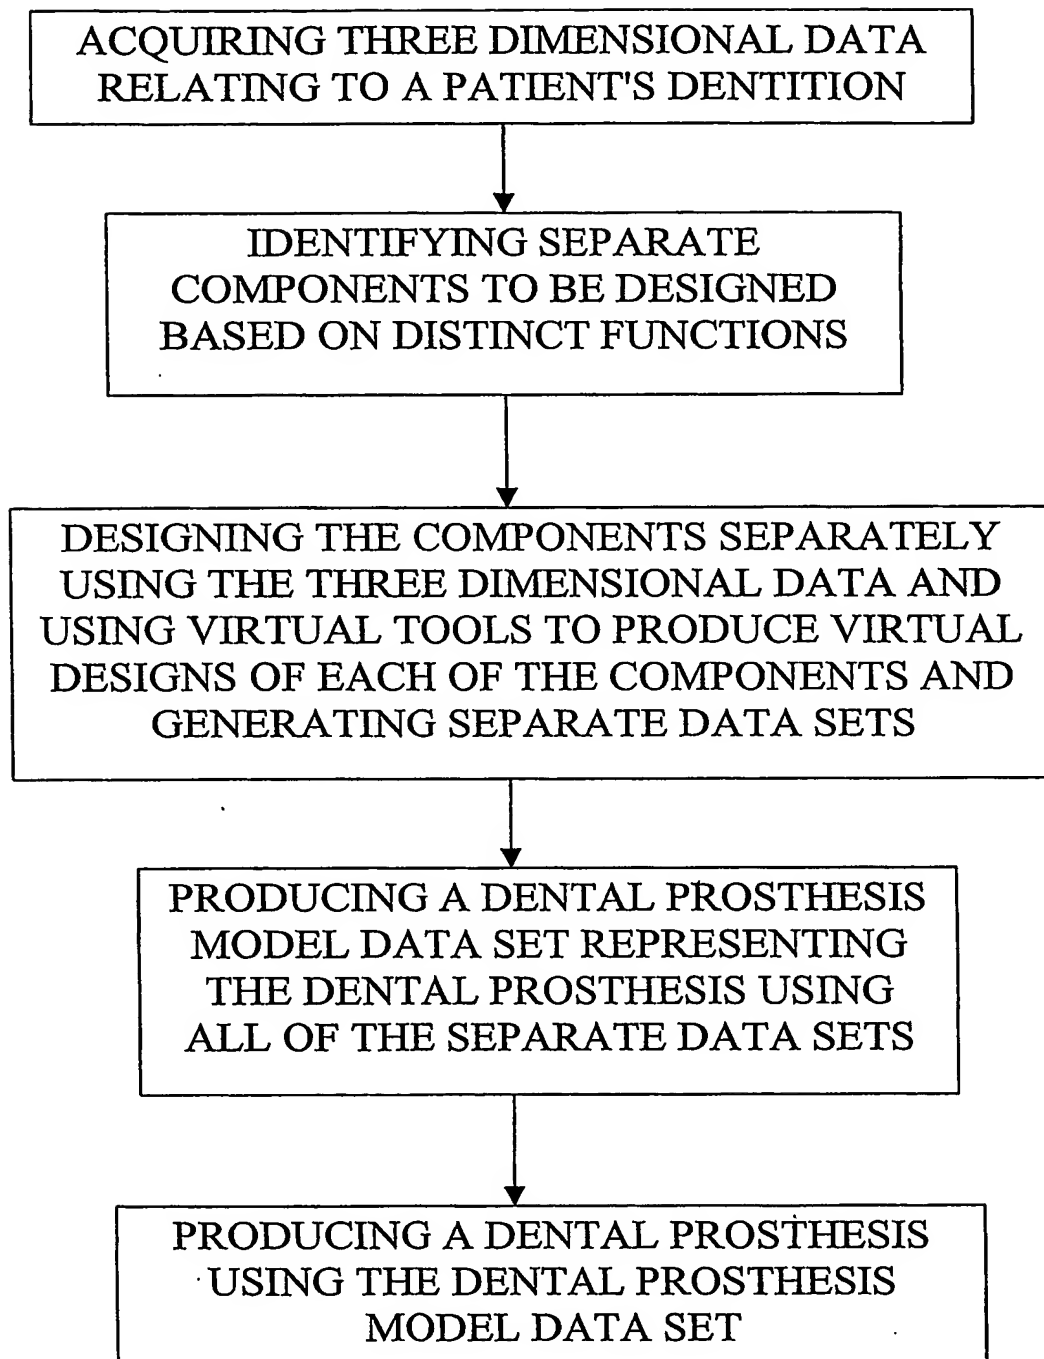 ACQUIRING THREE DIMENSIONAL DATA
RELATING TO A PATIENT'S DENTITION
IDENTIFYING SEPARATE
COMPONENTS TO BE DESIGNED
BASED ON DISTINCT FUNCTIONS
DESIGNING THE COMPONENTS SEPARATELY
USING THE THREE DIMENSIONAL DATA AND
USING VIRTUAL TOOLS TO PRODUCE VIRTUAL
DESIGNS OF EACH OF THE COMPONENTS AND
GENERATING SEPARATE DATA SETS
PRODUCING A DENTAL PROSTHESIS
MODEL DATA SET REPRESENTING
THE DENTAL PROSTHESIS USING
ALL OF THE SEPARATE DATA SETS
PRODUCING A DENTAL PROSTHESIS
USING THE DENTAL PROSTHESIS
MODEL DATA SET